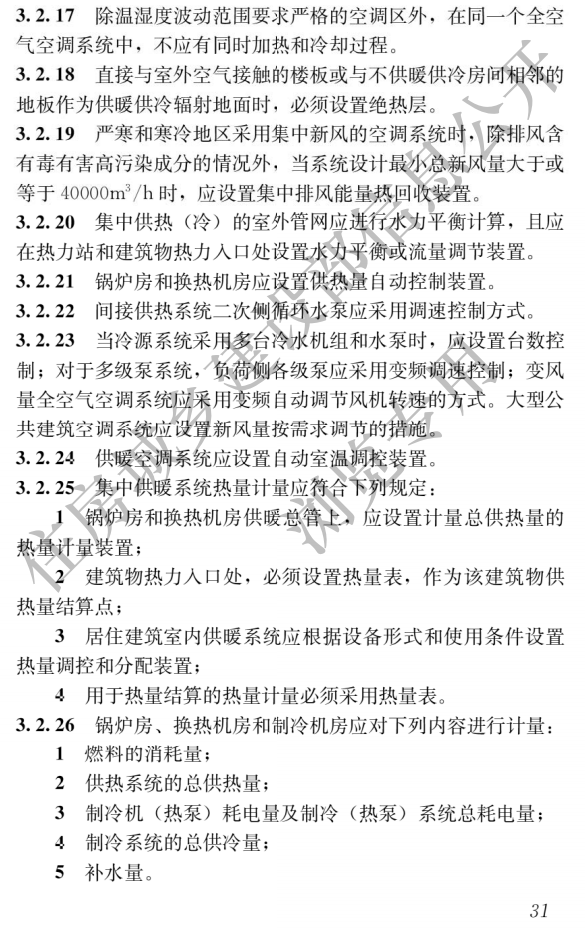 3.2.17 除温湿度波动范围要求严格的空调区外，在同一个全空
气空调系统中，不应有同时加热和冷却过程。
3.2.18 直接与室外空气接触的楼板或与不供暖供冷房间相邻的
地板作为供暖供冷辐射地面时，必须设置绝热层。
3.2.19 严寒和寒冷地区采用集中新风的空调系统时，除排风含
有毒有害高污染成分的情况外，当系统设计最小总新风量大于或
等于 40000m³/h 时，应设置集中排风能量热回收装置。
3.2.20 集中供热（冷）的室外管网应进行水力平衡计算，且应
在热力站和建筑物热力入口处设置水力平衡或流量调节装置。
3.2.21 锅炉房和换热机房应设置供热量自动控制装置。
3.2.22 间接供热系统二次侧循环水泵应采用调速控制方式。
3.2.23 当冷源系统采用多台冷水机组和水泵时，应设置台数控
制；对于多级泵系统，负荷侧各级泵应采用变频调速控制；变风
量全空气空调系统应采用变频自动调节风机转速的方式。大型公
共建筑空调系统应设置新风量按需求调节的措施。
3.2.24 供暖空调系统应设置自动室温调控装置。
3.2.25 集中供暖系统热量计量应符合下列规定：
1 锅炉房和换热机房供暖总管上，应设置计量总供热量的
热量计量装置；
2 建筑物热力入口处，必须设置热量表，作为该建筑物供
热量结算点；
3 居住建筑室内供暖系统应根据设备形式和使用条件设置
热量调控和分配装置；
4 用于热量结算的热量计量必须采用热量表。
3.2.26 锅炉房、换热机房和制冷机房应对下列内容进行计量：
1 燃料的消耗量；
2 供热系统的总供热量；
3 制冷机（热泵）耗电量及制冷（热泵）系统总耗电量；
4 制冷系统的总供冷量；
5 补水量。
31
住房城乡建设部信息公开
浏览专用